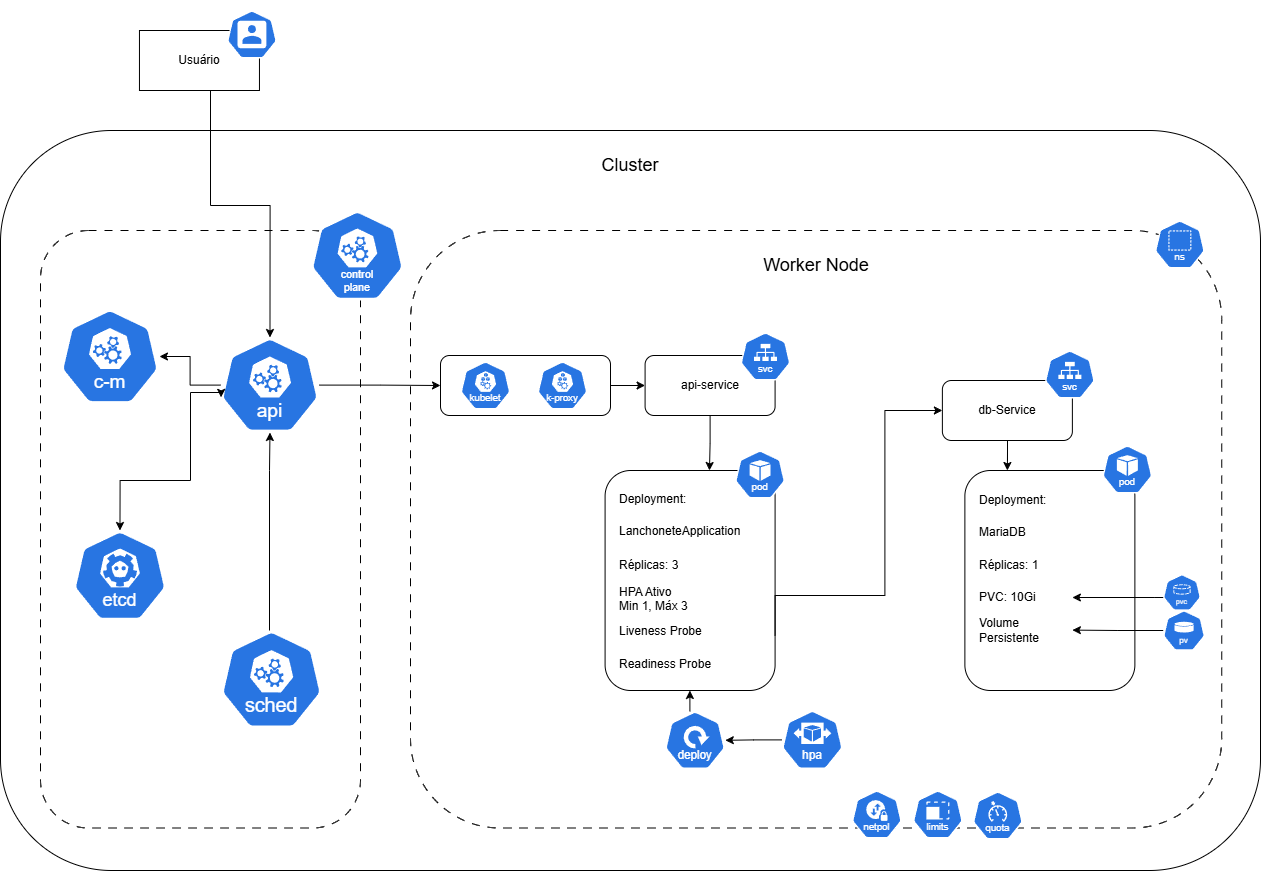 Usuário
Cluster
control
plane
c-m
api
etcd
sched
Worker Node
ns
kubelet
k-proxy
api-service
svc
db-Service
svc
pod
Deployment:
LanchoneteApplication
Réplicas: 3
HPA Ativo
Min 1, Máx 3
Liveness Probe
Readiness Probe
deploy
hpa
pod
Deployment:
MariaDB
Réplicas: 1
PVC: 10Gi
Volume
Persistente
pvc
pv
netpol
limits
quota